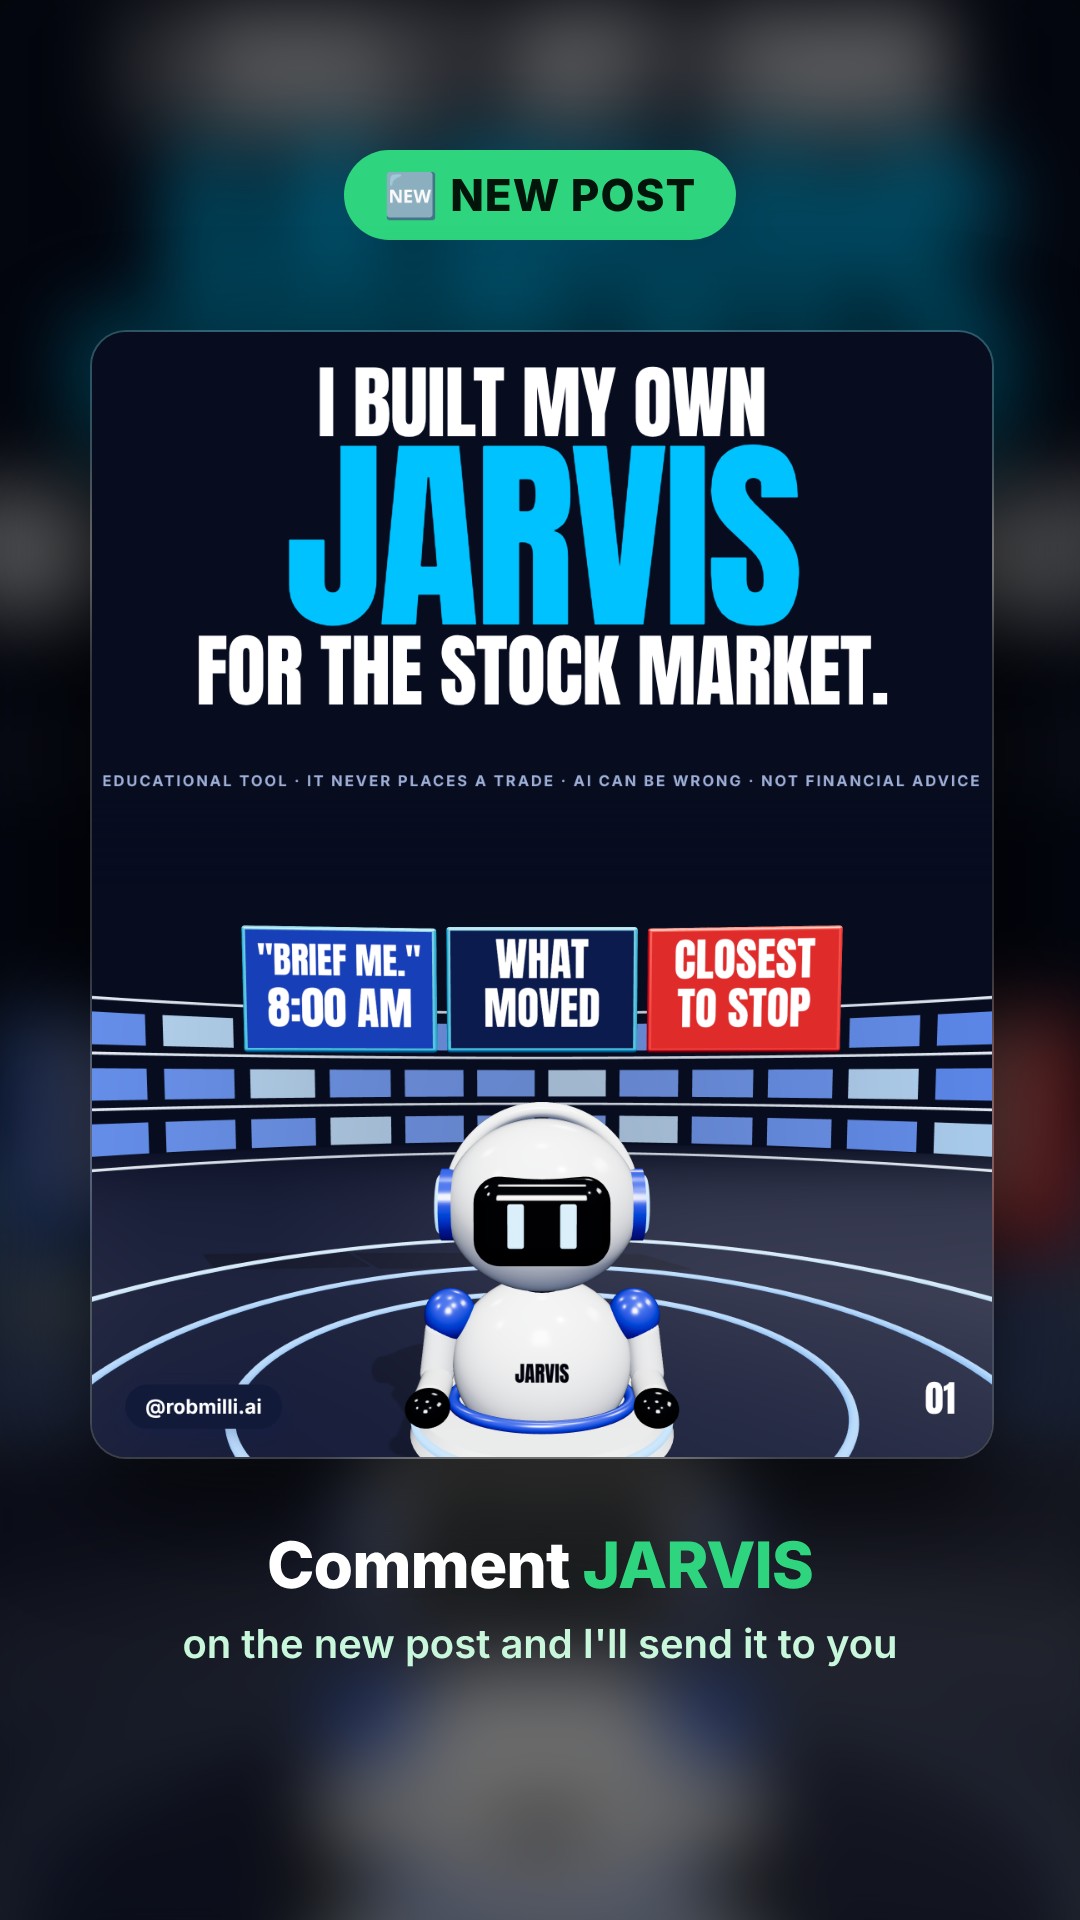 🆕 NEW POST
I BUILT MY OWN
JARVIS
FOR THE STOCK MARKET.
EDUCATIONAL TOOL · IT NEVER PLACES A TRADE · AI CAN BE WRONG · NOT FINANCIAL ADVICE
"BRIEF ME."
8:00 AM
WHAT
MOVED
CLOSEST
TO STOP
JARVIS
@robmilli.ai
01
Comment JARVIS
on the new post and I'll send it to you